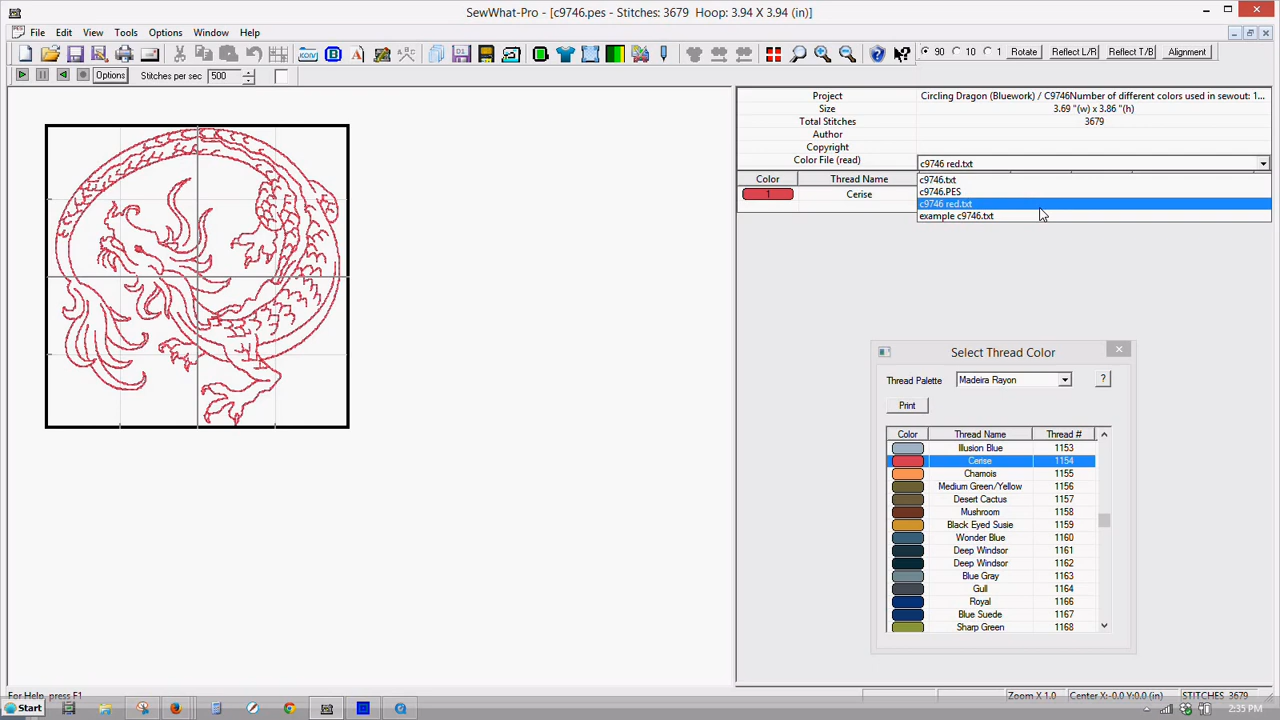 SewWhat-Pro - [c9746.pes - Stitches: 3679 Hoop: 3.94 X 3.94 (in)]
File Edit View Tools Options Window Help
90 Rotate Reflect L/R Reflect T/B Alignment
Options Stitches per sec 500
Project Circling Dragon (Bluework) / C9746Number of different colors used in sewout: 1...
Size 3.69 "(w) x 3.86 "(h)
Total Stitches 3679
Author
Copyright
Color File (read) c9746 red.txt
Color Thread Name
c9746.txt
1 Cerise
c9746.PES
c9746 red.txt
example c9746.txt
Select Thread Color
Thread Palette Madeira Rayon ?
Print
Color Thread Name Thread #
Illusion Blue 1153
Cerise 1154
Chamois 1155
Medium Green/Yellow 1156
Desert Cactus 1157
Mushroom 1158
Black Eyed Susie 1159
Wonder Blue 1160
Deep Windsor 1161
Deep Windsor 1162
Blue Gray 1163
Gull 1164
Royal 1166
Blue Suede 1167
Sharp Green 1168
For Help, press F1 Zoom X 1.0 Center X:-0.0 Y:0.0 (in) STITCHES 3679
Start 2:35 PM